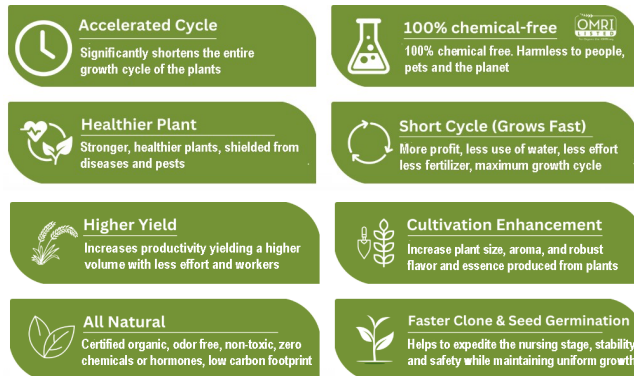 Accelerated Cycle
Significantly shortens the entire
growth cycle of the plants
100% chemical-free
OMRI
LISTED
100% chemical free. Harmless to people,
pets and the planet
Healthier Plant
Stronger, healthier plants, shielded from
diseases and pests
Short Cycle (Grows Fast)
More profit, less use of water, less effort
less fertilizer, maximum growth cycle
Higher Yield
Increases productivity yielding a higher
volume with less effort and workers
Cultivation Enhancement
Increase plant size, aroma, and robust
flavor and essence produced from plants
All Natural
Certified organic, odor free, non-toxic, zero
chemicals or hormones, low carbon footprint
Faster Clone & Seed Germination
Helps to expedite the nursing stage, stability
and safety while maintaining uniform growth